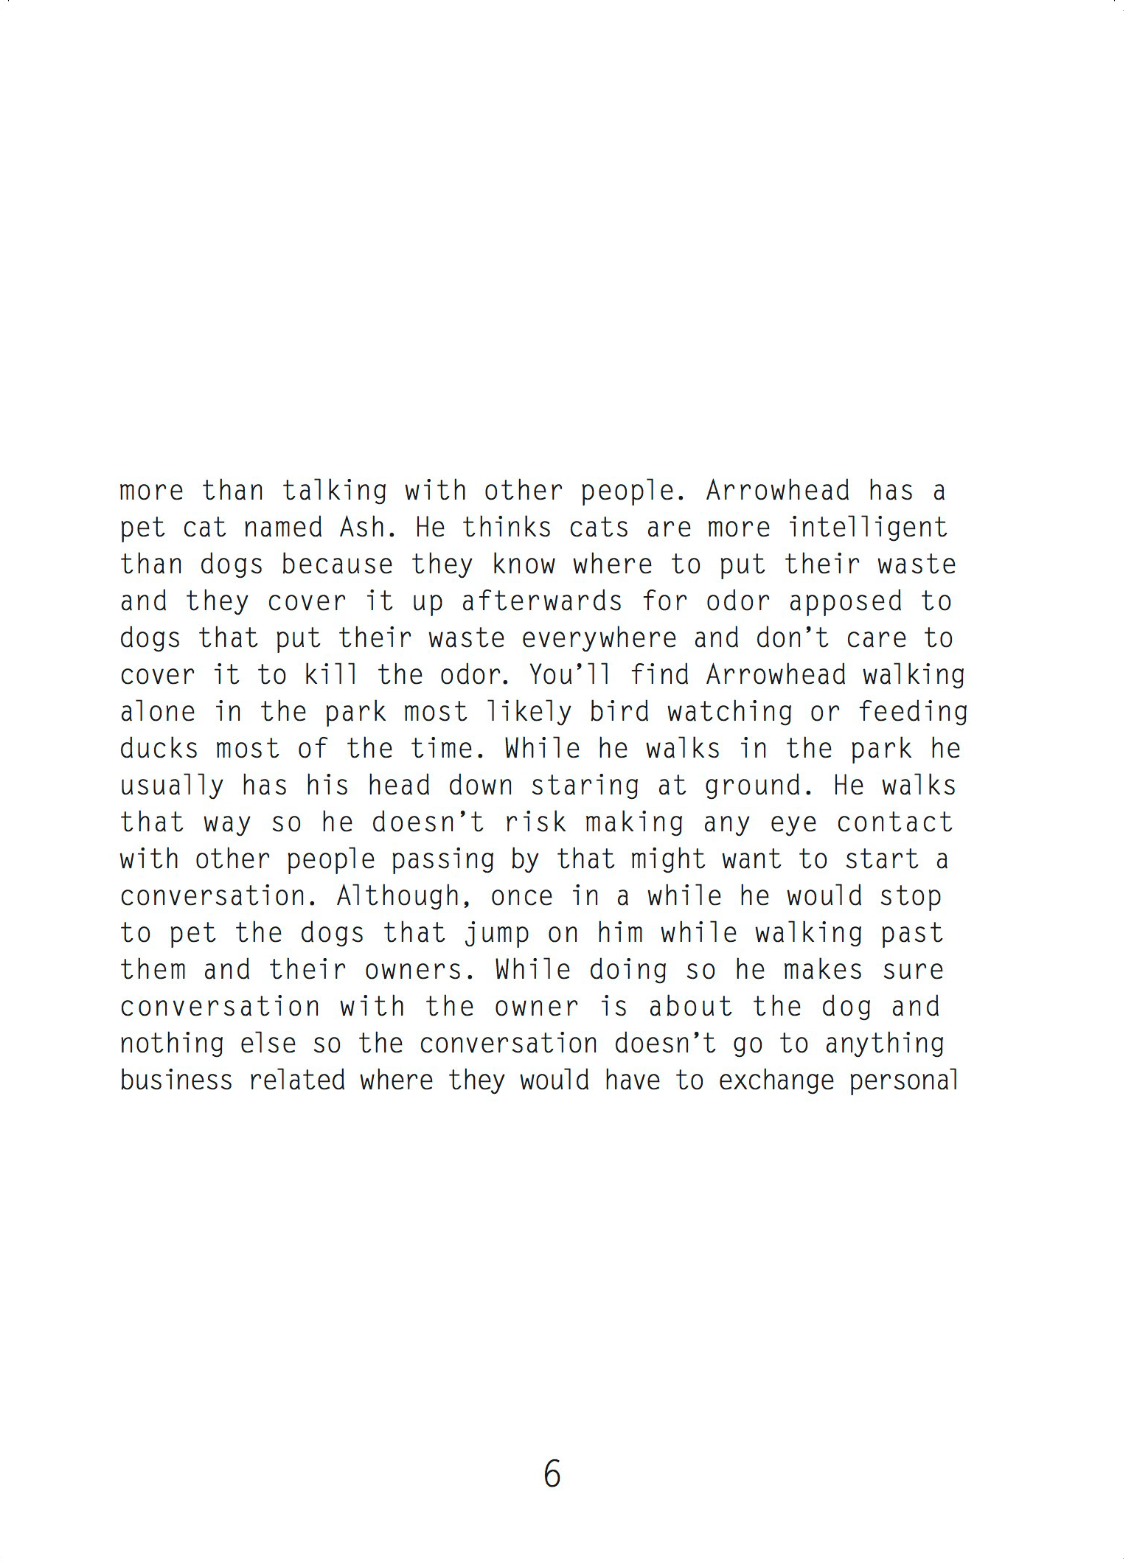 more than talking with other people. Arrowhead has a
pet cat named Ash. He thinks cats are more intelligent
than dogs because they know where to put their waste
and they cover it up afterwards for odor apposed to
dogs that put their waste everywhere and don’t care to
cover it to kill the odor. You’ll find Arrowhead walking
alone in the park most likely bird watching or feeding
ducks most of the time. While he walks in the park he
usually has his head down staring at ground. He walks
that way so he doesn’t risk making any eye contact
with other people passing by that might want to start a
conversation. Although, once in a while he would stop
to pet the dogs that jump on him while walking past
them and their owners. While doing so he makes sure
conversation with the owner is about the dog and
nothing else so the conversation doesn’t go to anything
business related where they would have to exchange personal
6